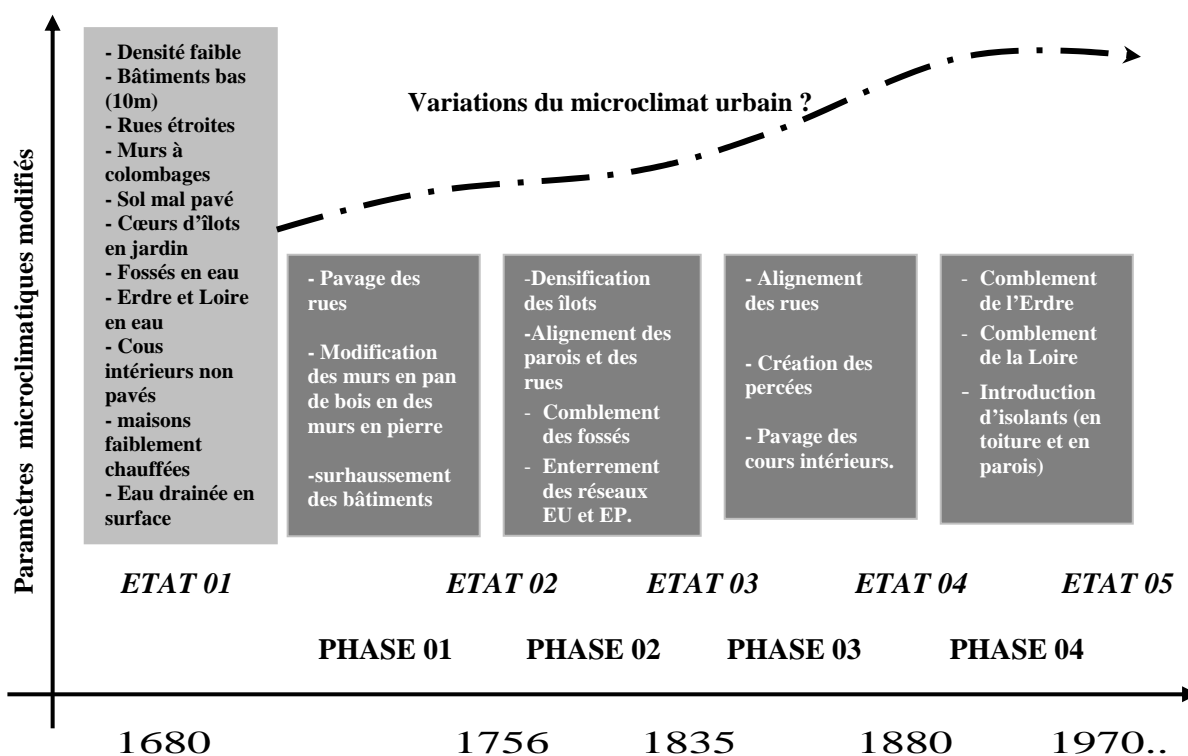 Paramètres microclimatiques modifiés
- Densité faible
- Bâtiments bas
(10m)
- Rues étroites
- Murs à
colombages
- Sol mal pavé
- Cœurs d'îlots
en jardin
- Fossés en eau
- Erdre et Loire
en eau
- Cous
intérieurs non
pavés
- maisons
faiblement
chauffées
- Eau drainée en
surface
Variations du microclimat urbain ?
- Pavage des
rues
- Modification
des murs en pan
de bois en des
murs en pierre
-surhaussement
des bâtiments
-Densification
des îlots
-Alignement des
parois et des
rues
- Comblement
des fossés
- Enterrement
des réseaux
EU et EP.
- Alignement
des rues
- Création des
percées
- Pavage des
cours intérieurs.
- Comblement
de l'Erdre
- Comblement
de la Loire
- Introduction
d'isolants (en
toiture et en
parois)
ETAT 01 ETAT 02 ETAT 03 ETAT 04 ETAT 05
PHASE 01 PHASE 02 PHASE 03 PHASE 04
1680 1756 1835 1880 1970..